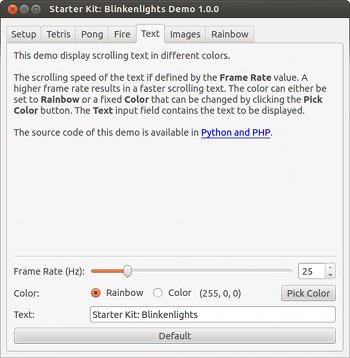 Starter Kit: Blinkenlights Demo 1.0.0
Setup Tetris Pong Fire Text Images Rainbow
This demo display scrolling text in different colors.
The scrolling speed of the text if defined by the Frame Rate value. A
higher frame rate results in a faster scrolling text. The color can either be
set to Rainbow or a fixed Color that can be changed by clicking the Pick
Color button. The Text input field contains the text to be displayed.
The source code of this demo is available in Python and PHP.
Frame Rate (Hz): 25
Color: Rainbow Color (255, 0, 0) Pick Color
Text: Starter Kit: Blinkenlights
Default